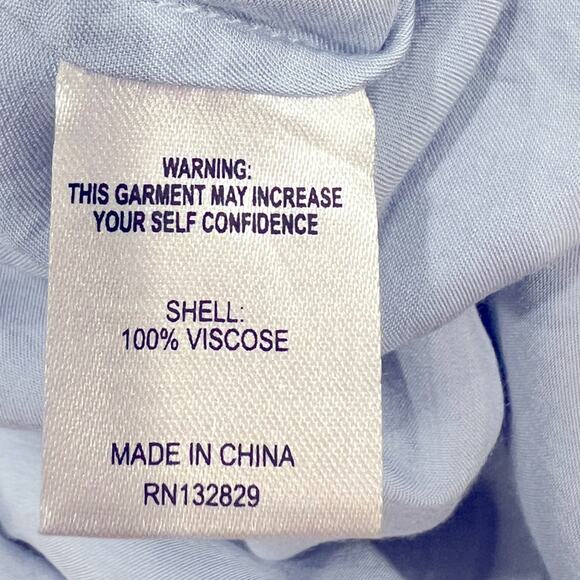 WARNING:
THIS GARMENT MAY INCREASE
YOUR SELF CONFIDENCE
SHELL:
100% VISCOSE
MADE IN CHINA
RN132829